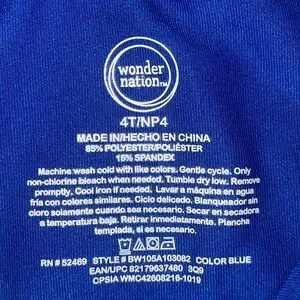 wonder
nation™
4T/NP4
MADE IN/HECHO EN CHINA
85% POLYESTER/POLIÉSTER
15% SPANDEX
Machine wash cold with like colors. Gentle cycle. Only
non-chlorine bleach when needed. Tumble dry low. Remove
promptly. Cool iron if needed. Lavar a máquina en agua
fría con colores similares. Ciclo delicado. Blanqueador sin
cloro solamente cuando sea necesario. Secar en secadora
a temperatura baja. Retirar inmediatamente. Plancha
templada, si es necesario.
RN # 52469 STYLE # BW105A103082 COLOR BLUE
EAN/UPC 82179637480 3Q9
CPSIA WMC42608216-1019